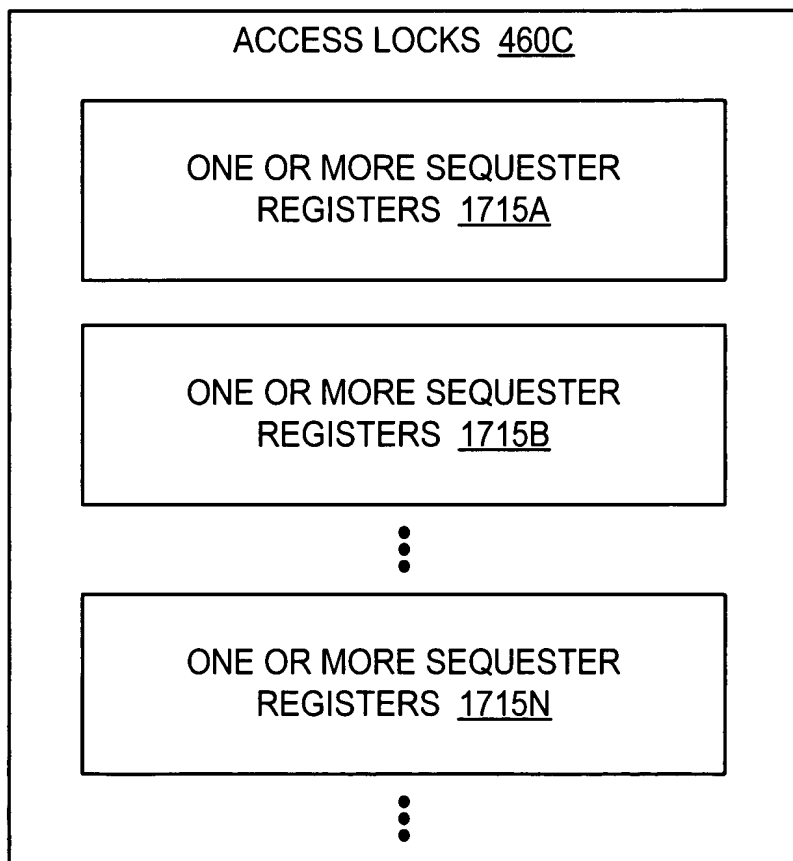 ACCESS LOCKS 460C
ONE OR MORE SEQUESTER
REGISTERS 1715A
ONE OR MORE SEQUESTER
REGISTERS 1715B
ONE OR MORE SEQUESTER
REGISTERS 1715N